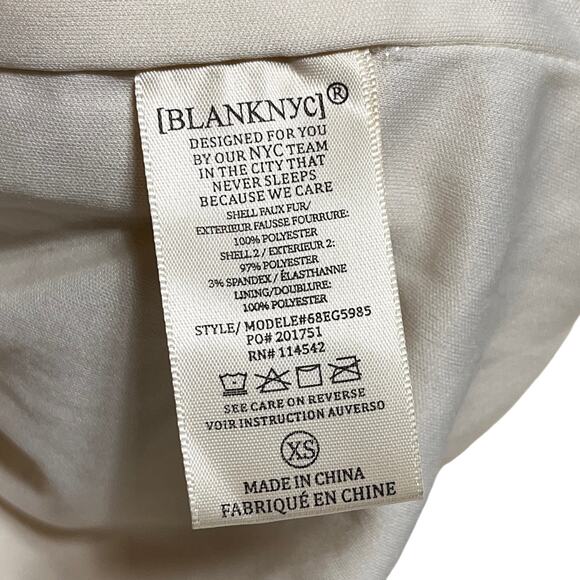 [BLANKNYC]®
DESIGNED FOR YOU
BY OUR NYC TEAM
IN THE CITY THAT
NEVER SLEEPS
BECAUSE WE CARE
SHELL FAUX FUR/
EXTERIEUR FAUSSE FOURRURE:
100% POLYESTER
SHELL 2 / EXTERIEUR 2:
97% POLYESTER
3% SPANDEX / ÉLASTHANNE
LINING/DOUBLURE:
100% POLYESTER
STYLE/ MODELE#68EG5985
PO# 201751
RN# 114542
SEE CARE ON REVERSE
VOIR INSTRUCTION AUVERSO
XS
MADE IN CHINA
FABRIQUÉ EN CHINE